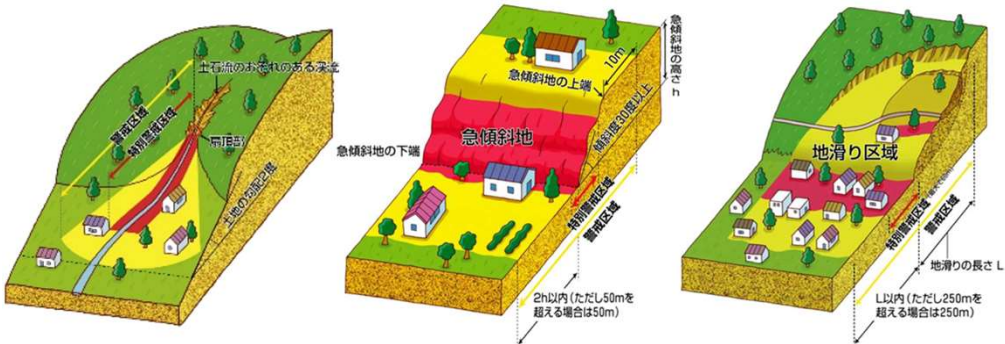 土石流のおそれのある渓流
警戒区域
特別警戒区域
扇頂部
土地の勾配2度
急傾斜地の高さh
10m
急傾斜地の上端
傾斜度30度以上
急傾斜地
急傾斜地の下端
特別警戒区域
警戒区域
2h以内(ただし50mを
超える場合は50m)
地滑り区域
特別警戒区域
警戒区域
地滑りの長さL
L以内(ただし250mを
超える場合は250m)